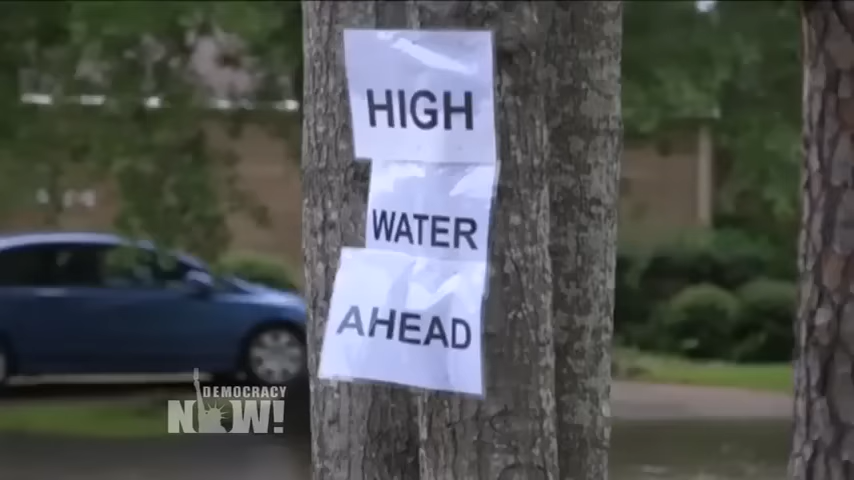 HIGH
WATER
AHEAD
DEMOCRACY
NOW!